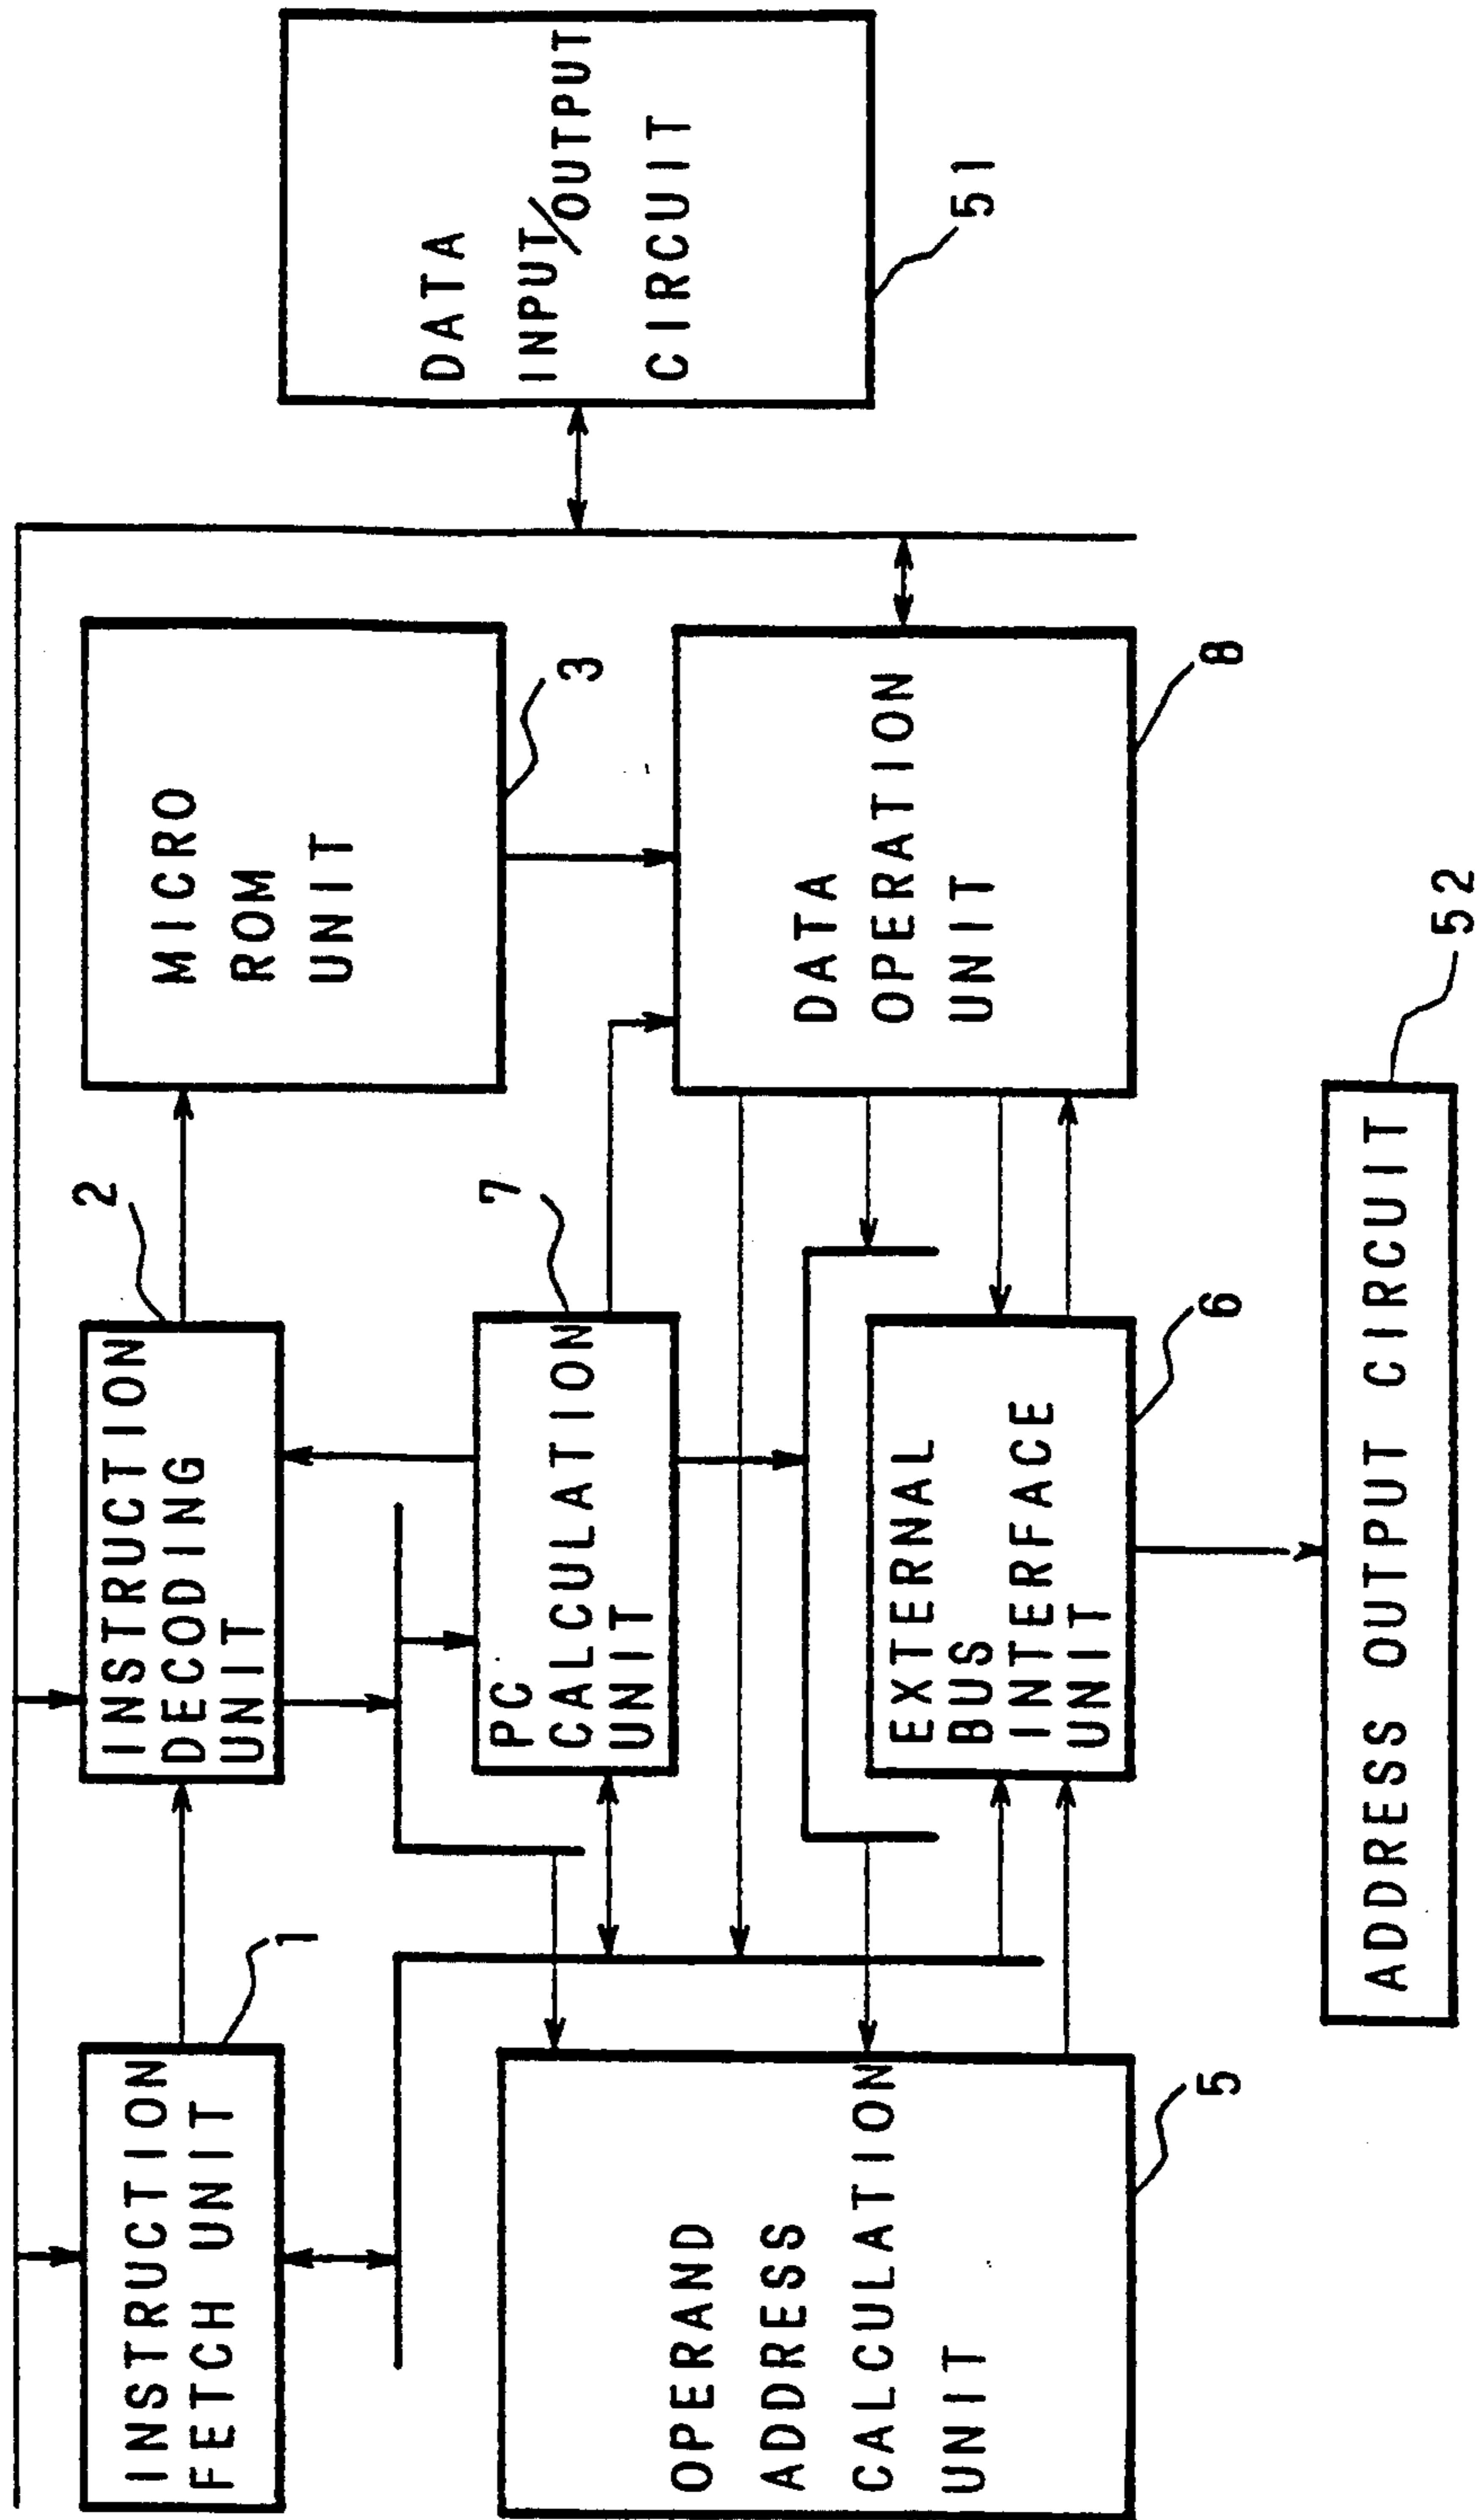 INSTRUCTION
FETCH UNIT
1
INSTRUCTION
DECODING
UNIT
2
MICRO
ROM
UNIT
3
DATA
INPUT/OUTPUT
CIRCUIT
51
OPERAND
ADDRESS
CALCULATION
UNIT
5
PC
CALCULATION
UNIT
7
EXTERNAL
BUS
INTERFACE
UNIT
6
DATA
OPERATION
UNIT
8
ADDRESS OUTPUT CIRCUIT
52